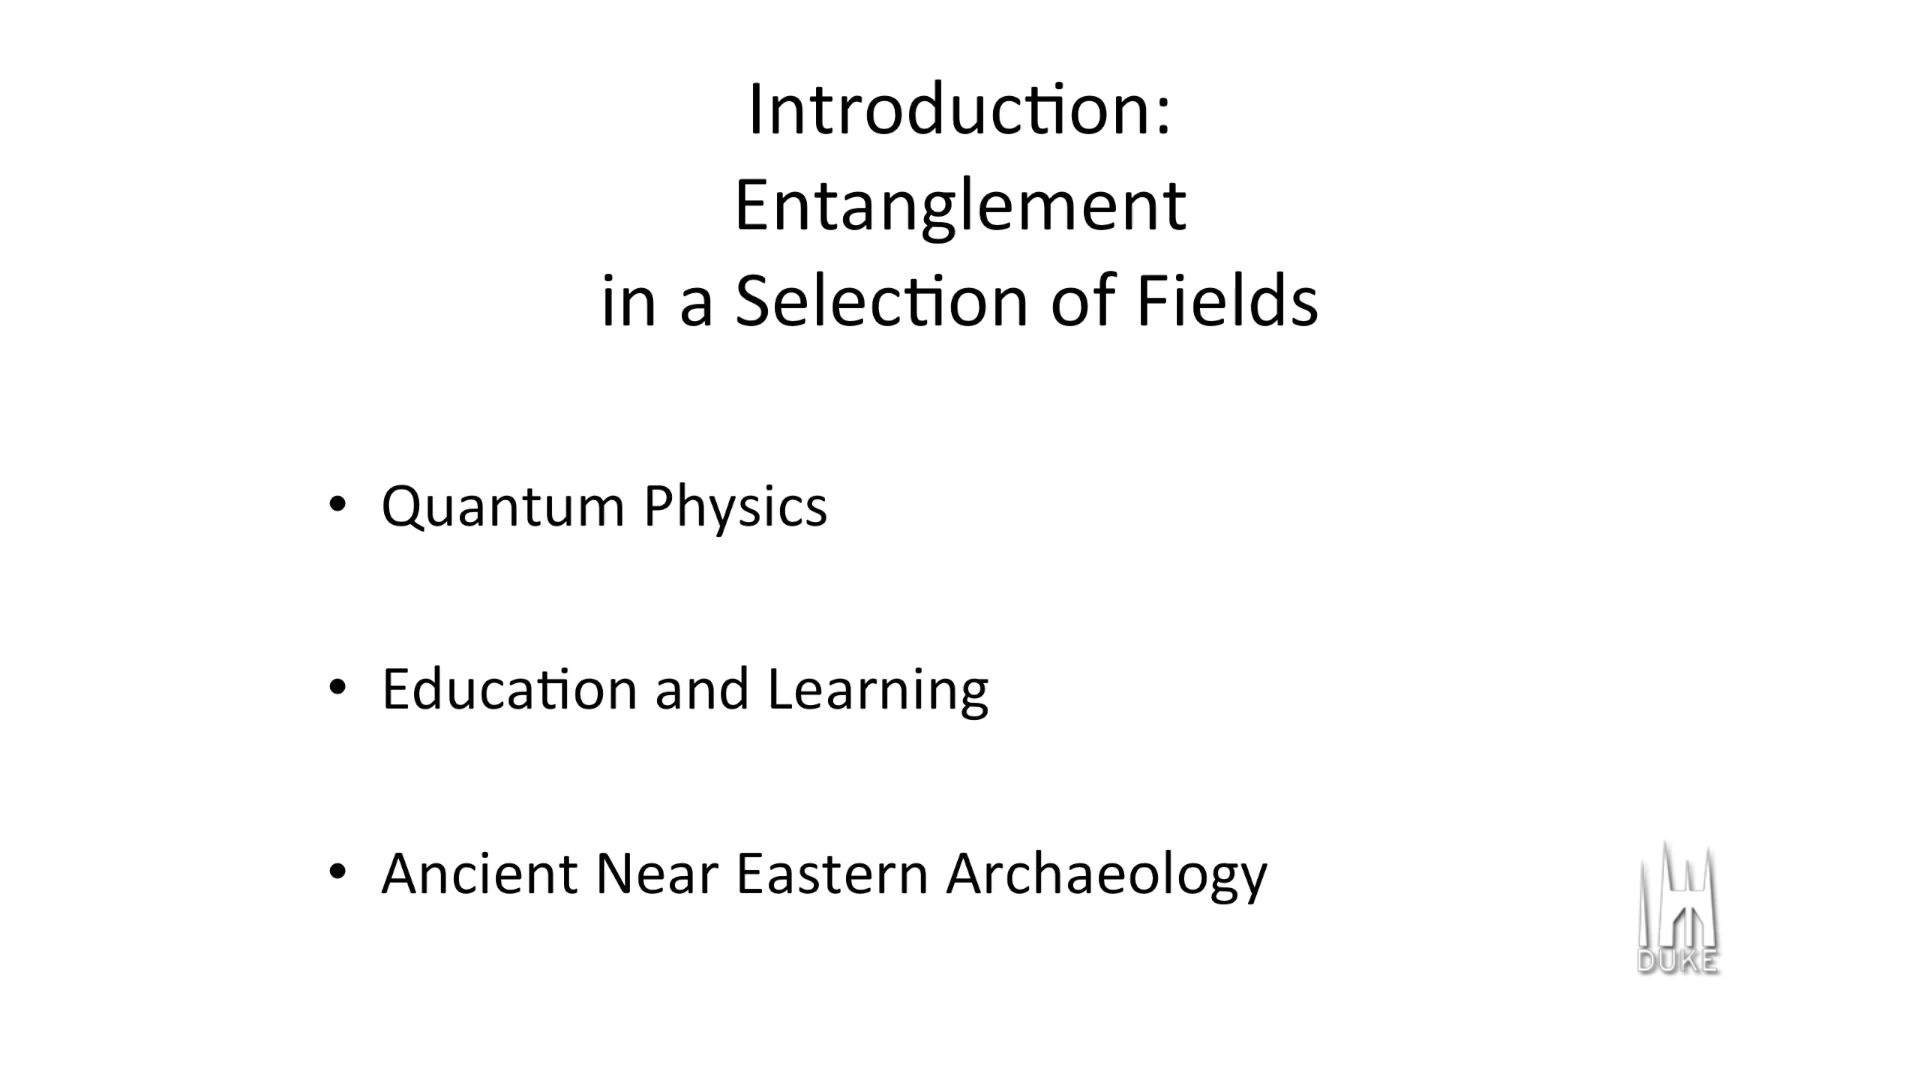 Introduction:
Entanglement
in a Selection of Fields
• Quantum Physics
• Education and Learning
• Ancient Near Eastern Archaeology
DUKE